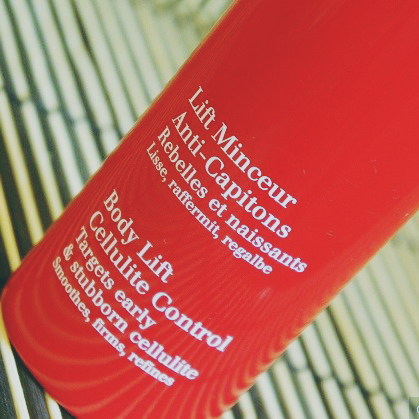 Lift Minceur
Anti-Capitons
Rebelles et naissants
Lisse, raffermit, regalbe
Body Lift
Cellulite Control
Targets early
& stubborn cellulite
Smoothes, firms, refines